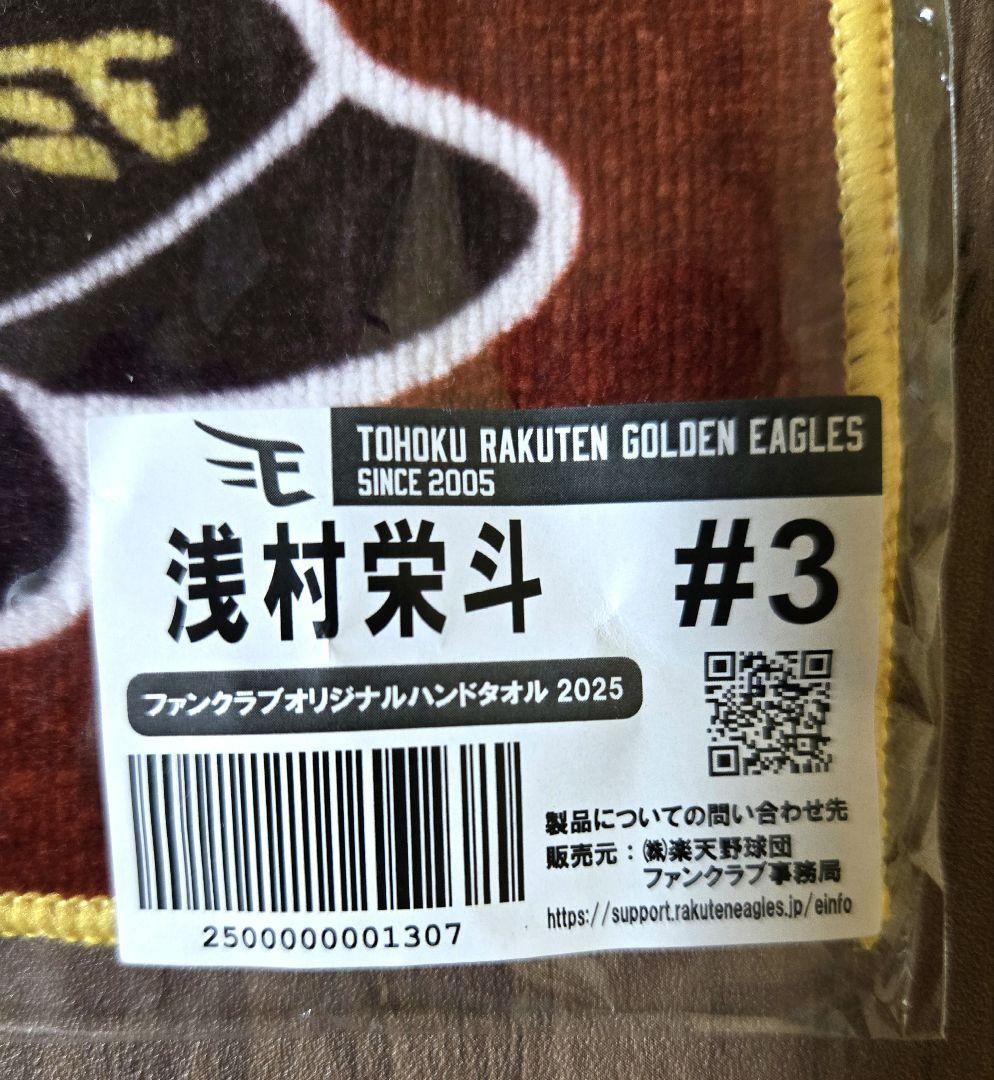 TOHOKU RAKUTEN GOLDEN EAGLES
SINCE 2005
浅村栄斗 #3
ファンクラブオリジナルハンドタオル 2025
製品についての問い合わせ先
販売元：㈱楽天野球団
ファンクラブ事務局
https://support.rakuteneagles.jp/einfo
2500000001307